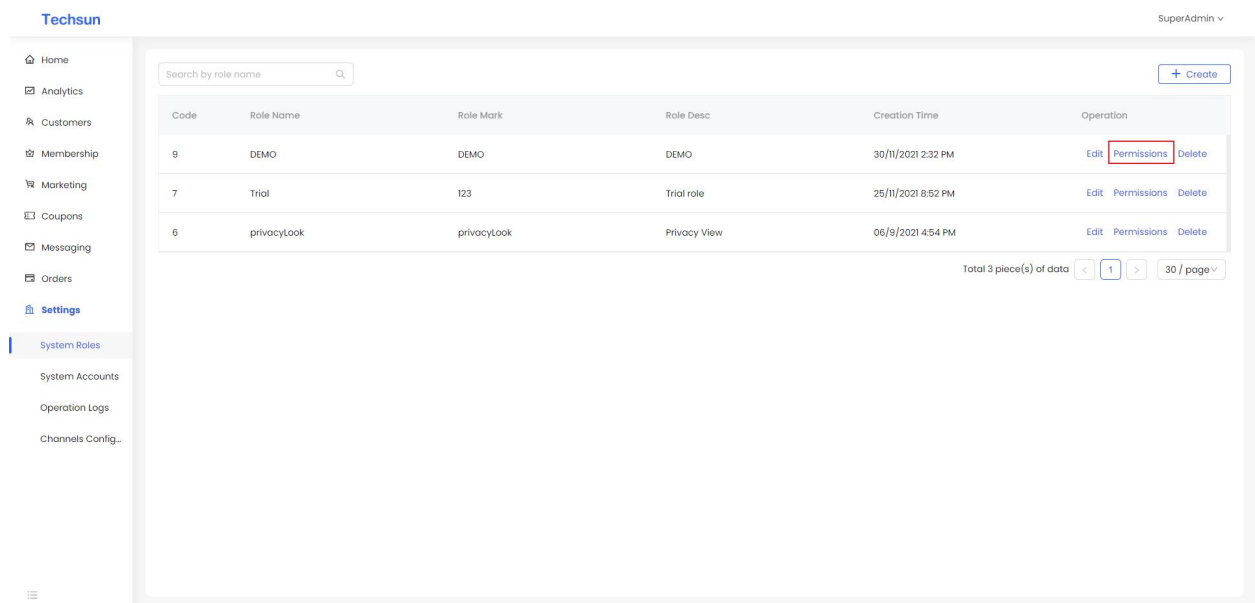 Techsun
SuperAdmin
Home
Analytics
Customers
Membership
Marketing
Coupons
Messaging
Orders
Settings
System Roles
System Accounts
Operation Logs
Channels Config...
Search by role name
+ Create
Code Role Name Role Mark Role Desc Creation Time Operation
9 DEMO DEMO DEMO 30/11/2021 2:32 PM Edit Permissions Delete
7 Trial 123 Trial role 25/11/2021 8:52 PM Edit Permissions Delete
6 privacyLook privacyLook Privacy View 06/9/2021 4:54 PM Edit Permissions Delete
Total 3 piece(s) of data < 1 > 30 / page